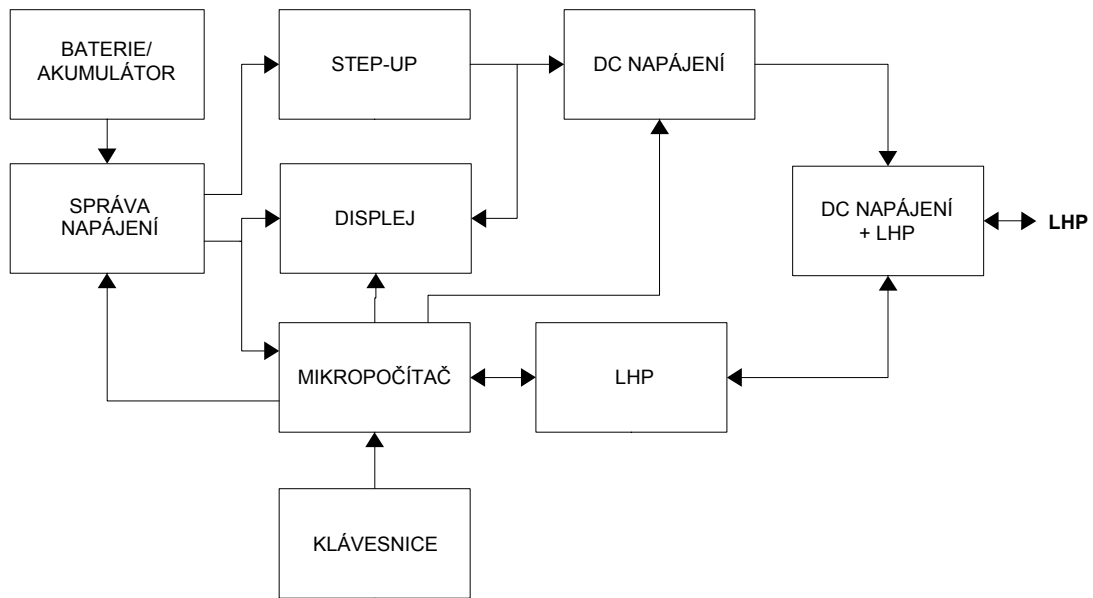 BATERIE/
AKUMULÁTOR
STEP-UP
DC NAPÁJENÍ
SPRÁVA
NAPÁJENÍ
DISPLEJ
DC NAPÁJENÍ
+ LHP
LHP
MIKROPOČÍTAČ
LHP
KLÁVESNICE